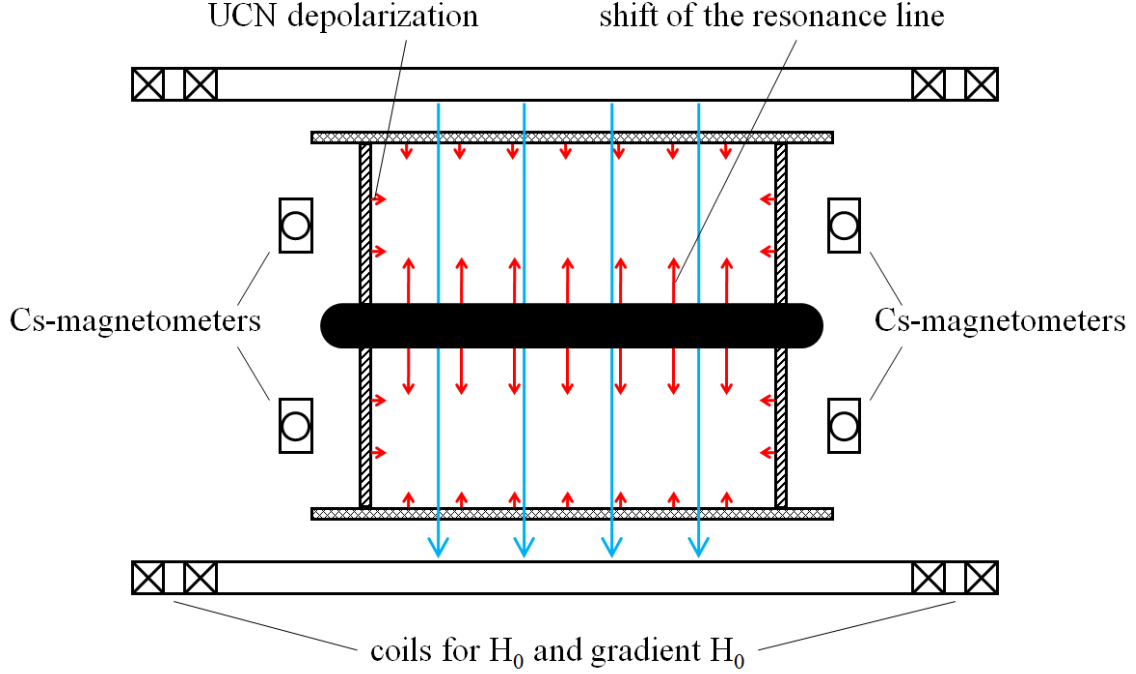 UCN depolarization
shift of the resonance line
Cs-magnetometers
Cs-magnetometers
coils for H₀ and gradient H₀